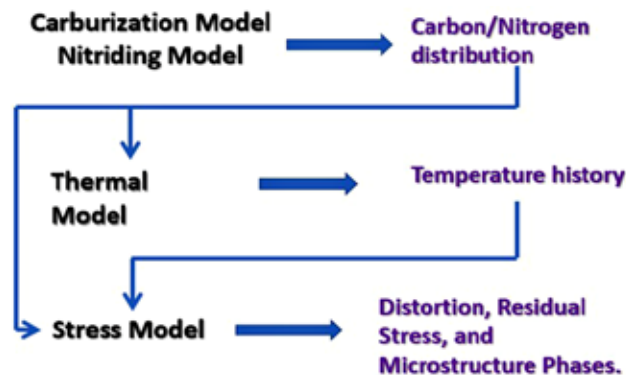 Carburization Model
Nitriding Model
Carbon/Nitrogen
distribution
Thermal
Model
Temperature history
Stress Model
Distortion, Residual
Stress, and
Microstructure Phases.